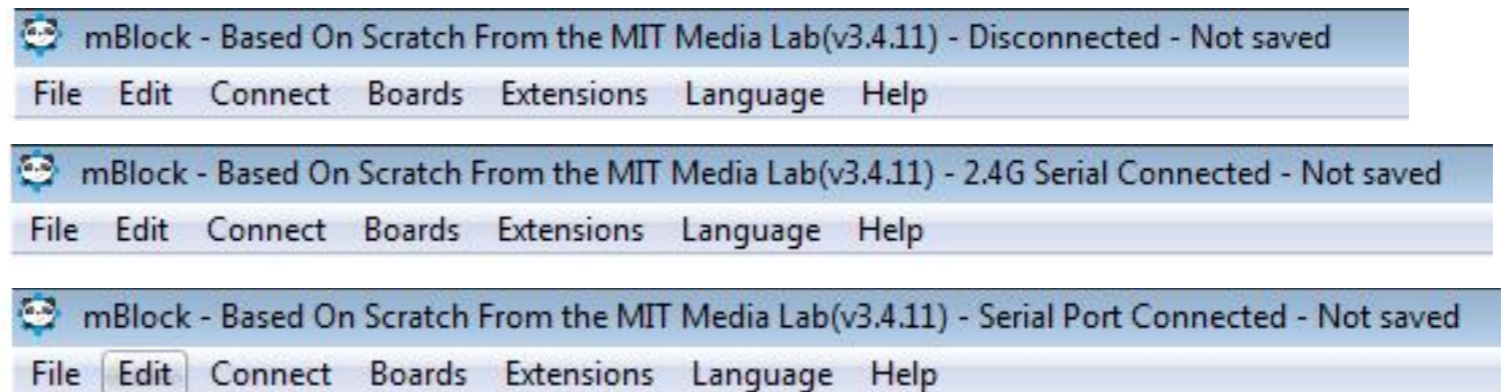 mBlock - Based On Scratch From the MIT Media Lab(v3.4.11) - Disconnected - Not saved
File Edit Connect Boards Extensions Language Help
mBlock - Based On Scratch From the MIT Media Lab(v3.4.11) - 2.4G Serial Connected - Not saved
File Edit Connect Boards Extensions Language Help
mBlock - Based On Scratch From the MIT Media Lab(v3.4.11) - Serial Port Connected - Not saved
File Edit Connect Boards Extensions Language Help